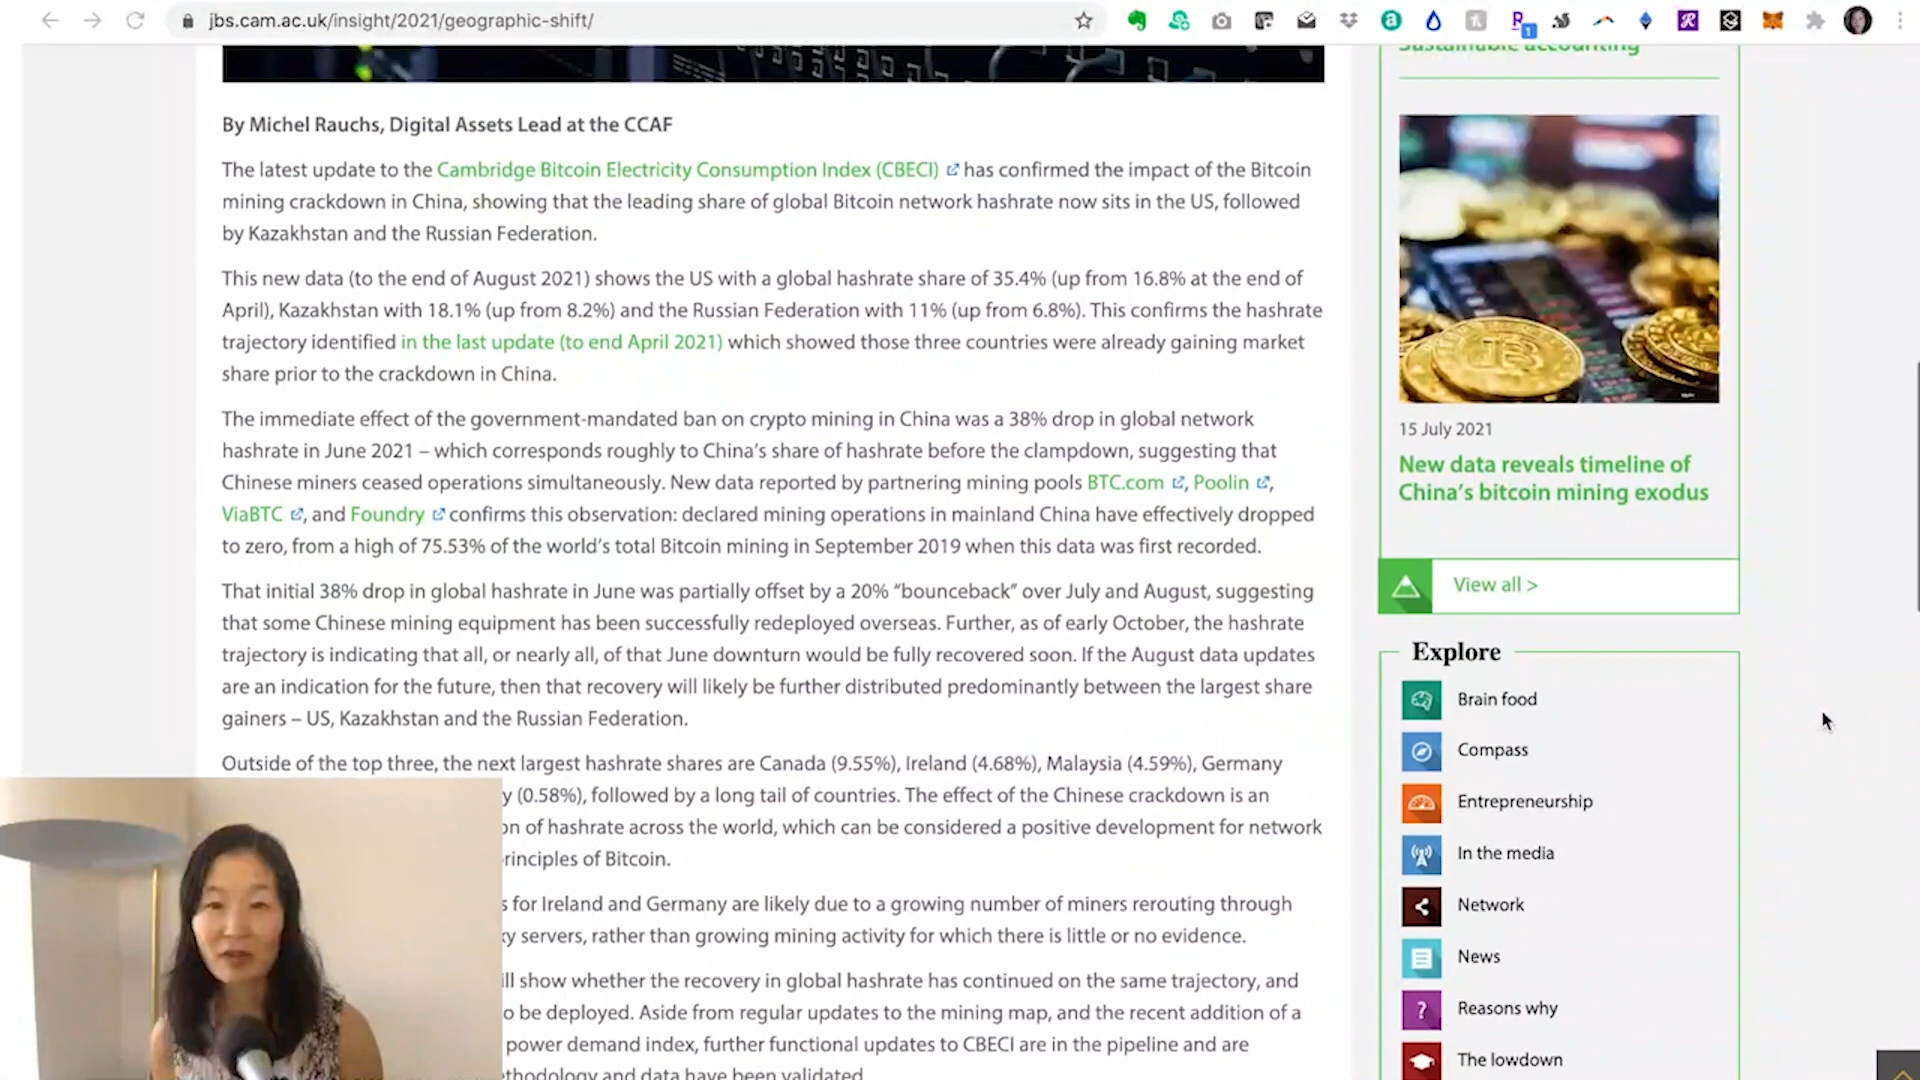 jbs.cam.ac.uk/insight/2021/geographic-shift/
By Michel Rauchs, Digital Assets Lead at the CCAF
The latest update to the Cambridge Bitcoin Electricity Consumption Index (CBECI) has confirmed the impact of the Bitcoin
mining crackdown in China, showing that the leading share of global Bitcoin network hashrate now sits in the US, followed
by Kazakhstan and the Russian Federation.
This new data (to the end of August 2021) shows the US with a global hashrate share of 35.4% (up from 16.8% at the end of
April), Kazakhstan with 18.1% (up from 8.2%) and the Russian Federation with 11% (up from 6.8%). This confirms the hashrate
trajectory identified in the last update (to end April 2021) which showed those three countries were already gaining market
share prior to the crackdown in China.
The immediate effect of the government-mandated ban on crypto mining in China was a 38% drop in global network
hashrate in June 2021 – which corresponds roughly to China’s share of hashrate before the clampdown, suggesting that
Chinese miners ceased operations simultaneously. New data reported by partnering mining pools BTC.com, Poolin,
ViaBTC, and Foundry confirms this observation: declared mining operations in mainland China have effectively dropped
to zero, from a high of 75.53% of the world’s total Bitcoin mining in September 2019 when this data was first recorded.
That initial 38% drop in global hashrate in June was partially offset by a 20% “bounceback” over July and August, suggesting
that some Chinese mining equipment has been successfully redeployed overseas. Further, as of early October, the hashrate
trajectory is indicating that all, or nearly all, of that June downturn would be fully recovered soon. If the August data updates
are an indication for the future, then that recovery will likely be further distributed predominantly between the largest share
gainers – US, Kazakhstan and the Russian Federation.
Outside of the top three, the next largest hashrate shares are Canada (9.55%), Ireland (4.68%), Malaysia (4.59%), Germany
y (0.58%), followed by a long tail of countries. The effect of the Chinese crackdown is an
on of hashrate across the world, which can be considered a positive development for network
rinciples of Bitcoin.
s for Ireland and Germany are likely due to a growing number of miners rerouting through
y servers, rather than growing mining activity for which there is little or no evidence.
ll show whether the recovery in global hashrate has continued on the same trajectory, and
o be deployed. Aside from regular updates to the mining map, and the recent addition of a
power demand index, further functional updates to CBECI are in the pipeline and are
thodology and data have been validated.
Sustainable accounting
15 July 2021
New data reveals timeline of
China’s bitcoin mining exodus
View all >
Explore
Brain food
Compass
Entrepreneurship
In the media
Network
News
Reasons why
The lowdown